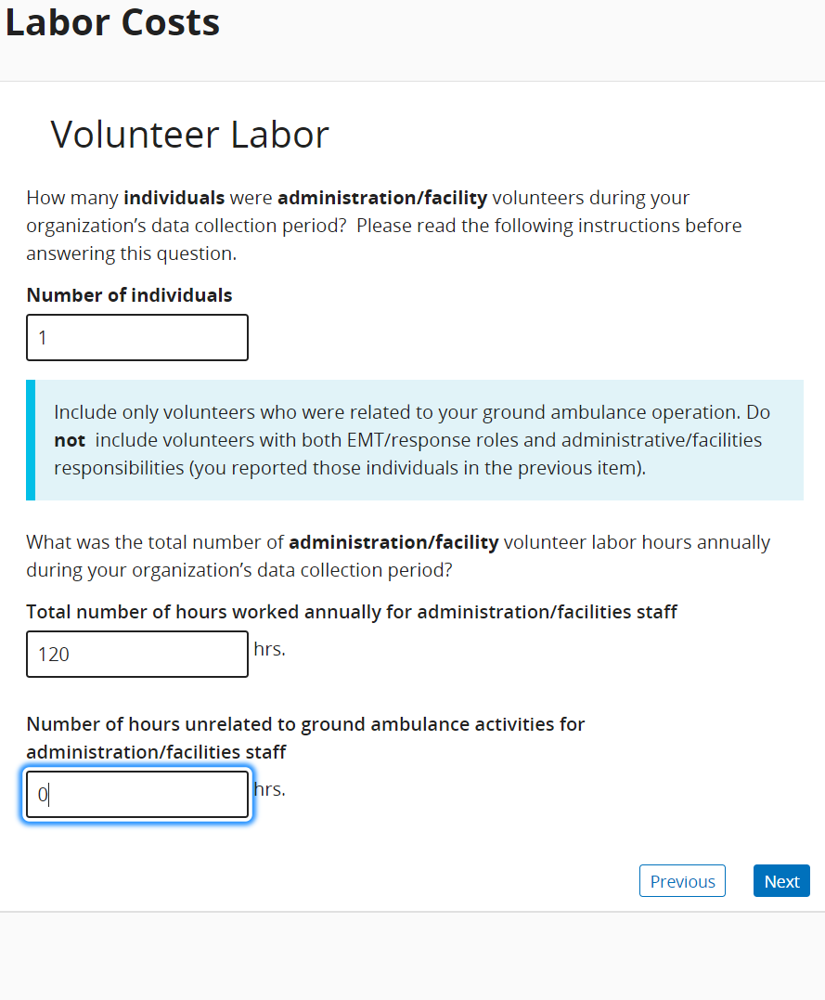 Labor Costs
Volunteer Labor
How many individuals were administration/facility volunteers during your
organization’s data collection period?  Please read the following instructions before
answering this question.
Number of individuals
1
Include only volunteers who were related to your ground ambulance operation. Do
not  include volunteers with both EMT/response roles and administrative/facilities
responsibilities (you reported those individuals in the previous item).
What was the total number of administration/facility volunteer labor hours annually
during your organization’s data collection period?
Total number of hours worked annually for administration/facilities staff
120 hrs.
Number of hours unrelated to ground ambulance activities for
administration/facilities staff
0 hrs.
Previous Next